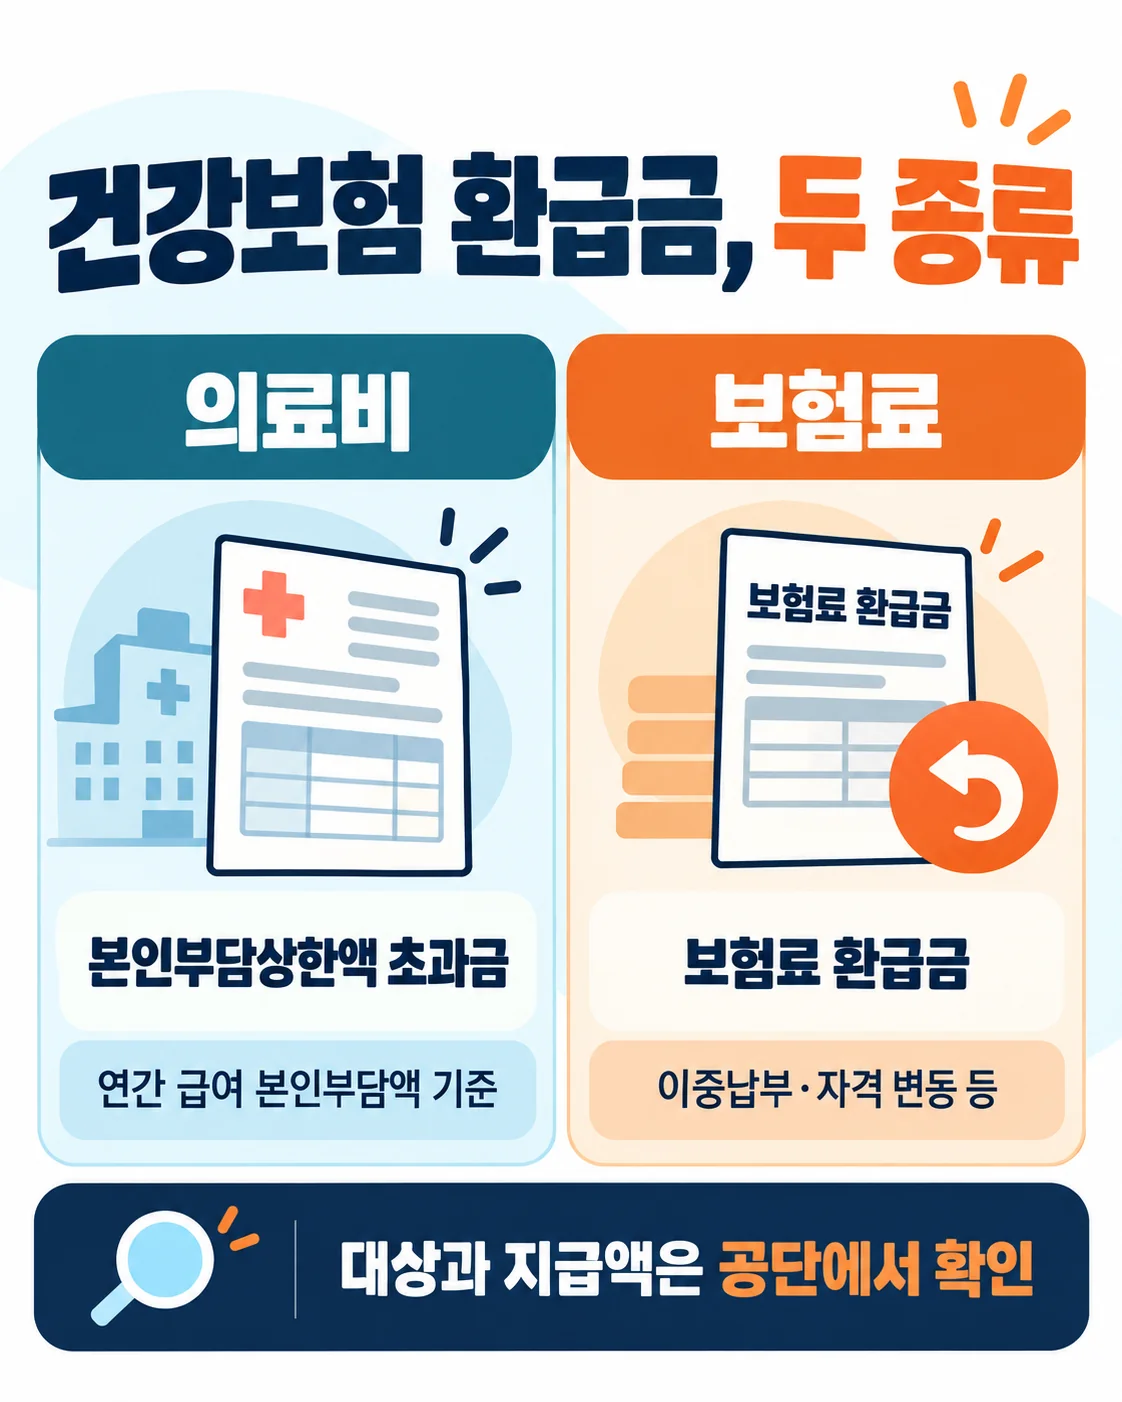 건강보험 환급금, 두 종류
의료비
보험료
보험료 환급금
본인부담상한액 초과금
보험료 환급금
연간 급여 본인부담액 기준
이중납부·자격 변동 등
대상과 지급액은 공단에서 확인